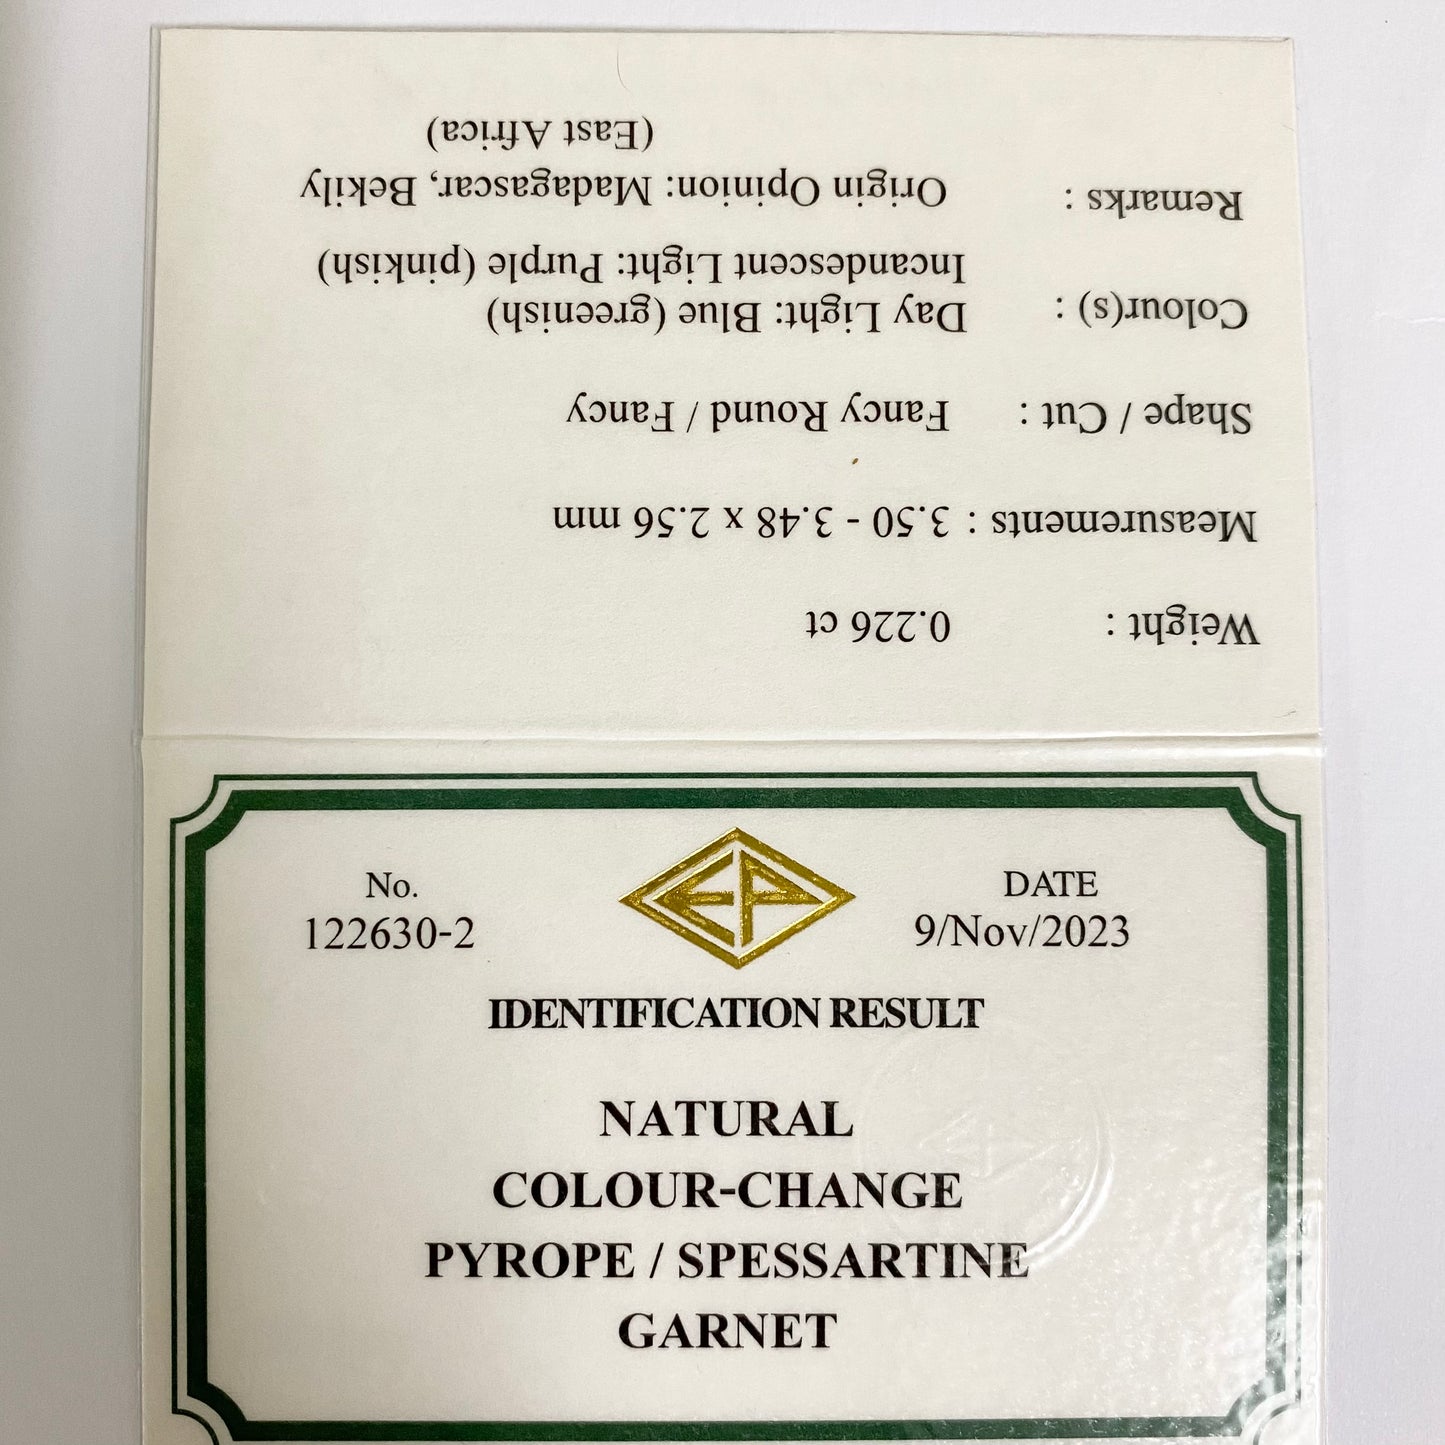 No.
122630-2
EP
DATE
9/Nov/2023
IDENTIFICATION RESULT
NATURAL
COLOUR-CHANGE
PYROPE / SPESSARTINE
GARNET
Weight : 0.226 ct
Measurements : 3.50 - 3.48 x 2.56 mm
Shape / Cut : Fancy Round / Fancy
Colour(s) : Day Light: Blue (greenish)
Incandescent Light: Purple (pinkish)
Remarks : Origin Opinion: Madagascar, Bekily
(East Africa)